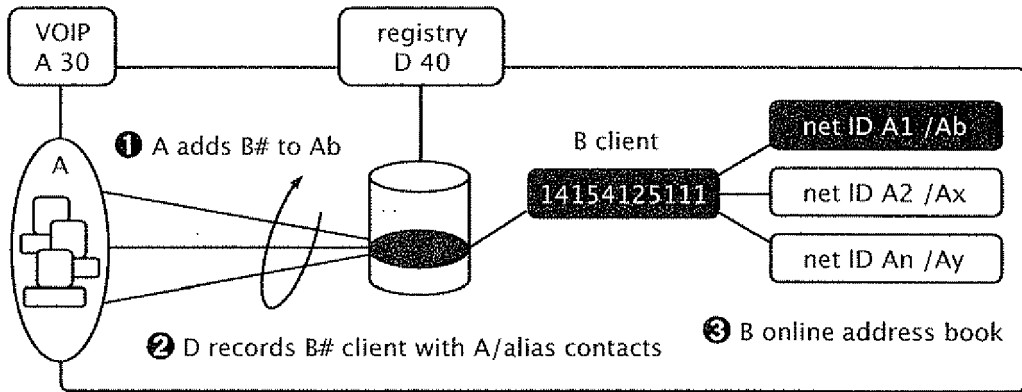 VOIP
A 30
registry
D 40
A
❶ A adds B# to Ab
B client
14154125111
net ID A1 /Ab
net ID A2 /Ax
net ID An /Ay
❷ D records B# client with A/alias contacts
❸ B online address book